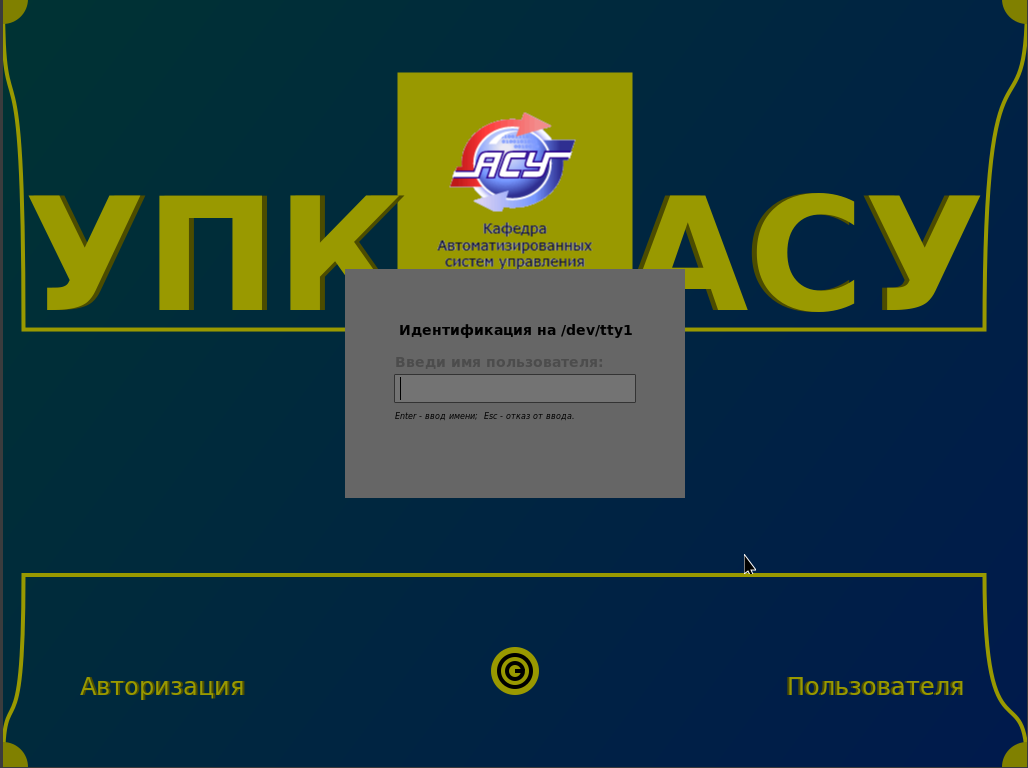 АСУ
Кафедра
Автоматизированных
систем управления
УПК АСУ
Идентификация на /dev/tty1
Введи имя пользователя:
Enter - ввод имени; Esc - отказ от ввода.
G
Авторизация Пользователя